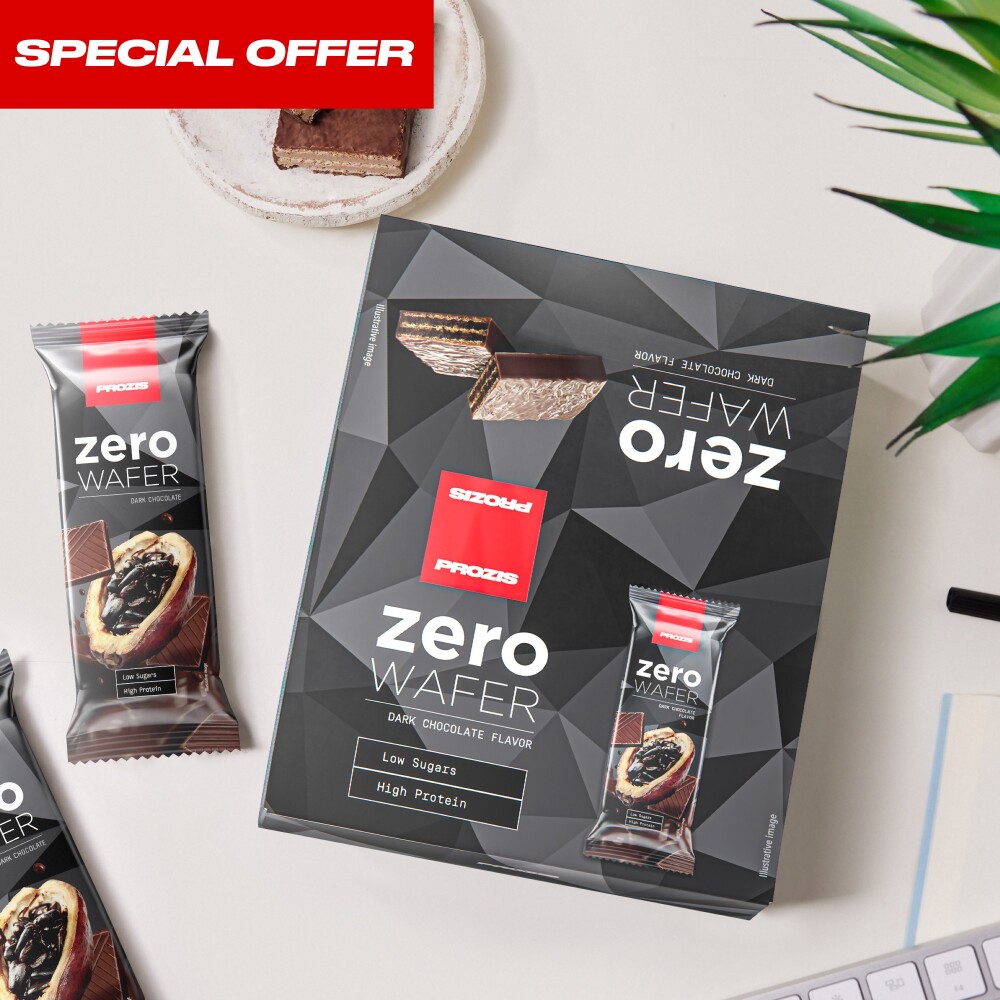 SPECIAL OFFER
Illustrative image
DARK CHOCOLATE FLAVOR
WAFER
zero
PROZIS
PROZIS
zero
WAFER
DARK CHOCOLATE FLAVOR
Low Sugars
High Protein
PROZIS
zero
WAFER
DARK CHOCOLATE
FLAVOR
Low Sugars
High Protein
Illustrative image
PROZIS
zero
WAFER
DARK CHOCOLATE
Low Sugars
High Protein
o
ER
DARK CHOCOLATE